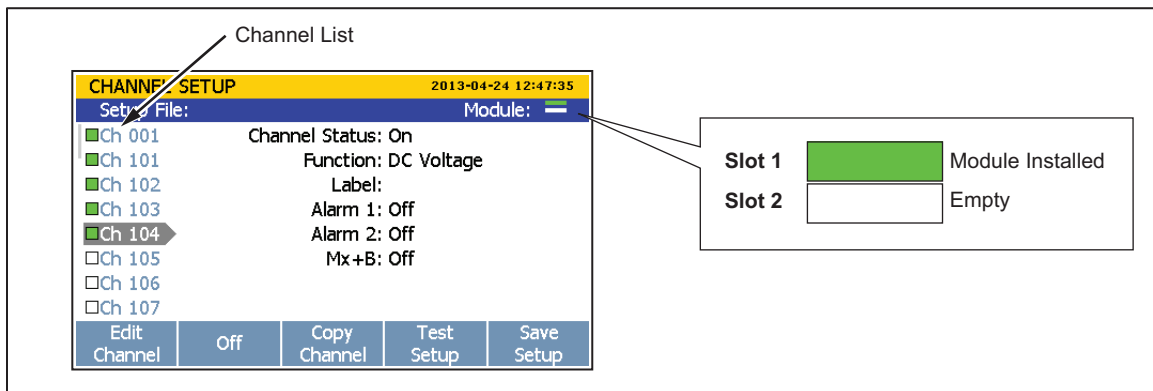 Channel List
CHANNEL SETUP 2013-04-24 12:47:35
Setup File: Module:
Ch 001 Channel Status: On
Ch 101 Function: DC Voltage
Ch 102 Label:
Ch 103 Alarm 1: Off
Ch 104 Alarm 2: Off
Ch 105 Mx+B: Off
Ch 106
Ch 107
Edit Channel Off Copy Channel Test Setup Save Setup
Slot 1 Module Installed
Slot 2 Empty